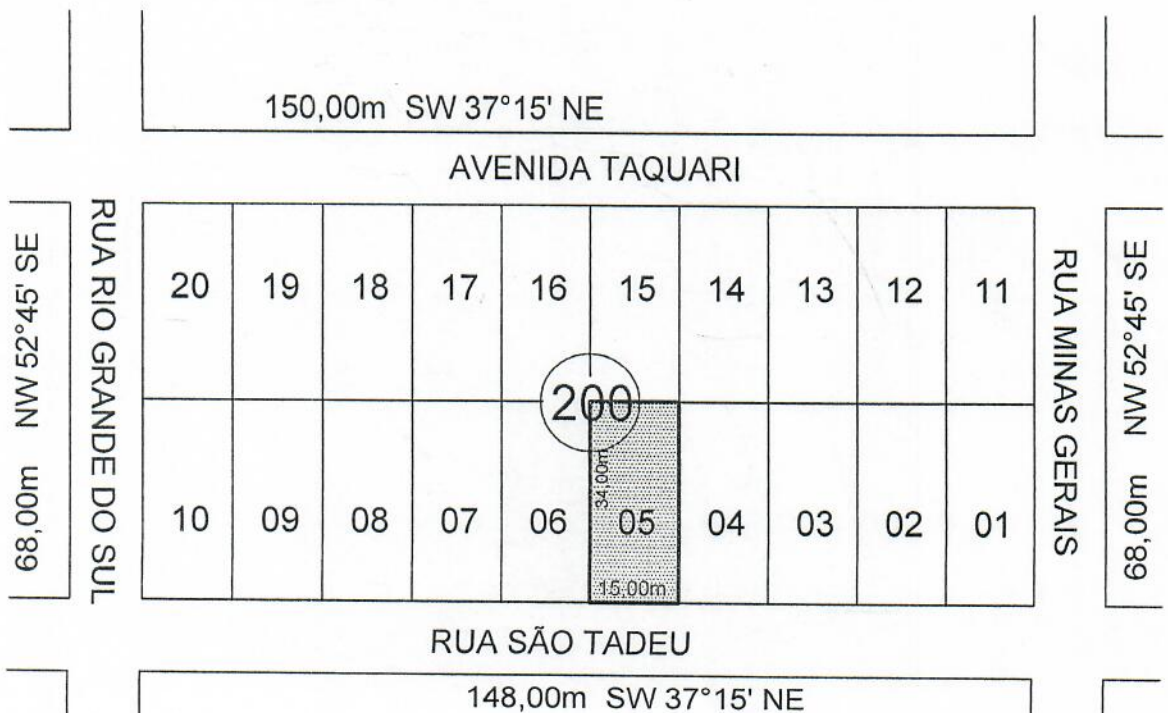 150,00m SW 37°15' NE
AVENIDA TAQUARI
68,00m NW 52°45' SE
RUA RIO GRANDE DO SUL
20 19 18 17 16 15 14 13 12 11
200
10 09 08 07 06 05 04 03 02 01
34,00m
15,00m
RUA MINAS GERAIS
68,00m NW 52°45' SE
RUA SÃO TADEU
148,00m SW 37°15' NE